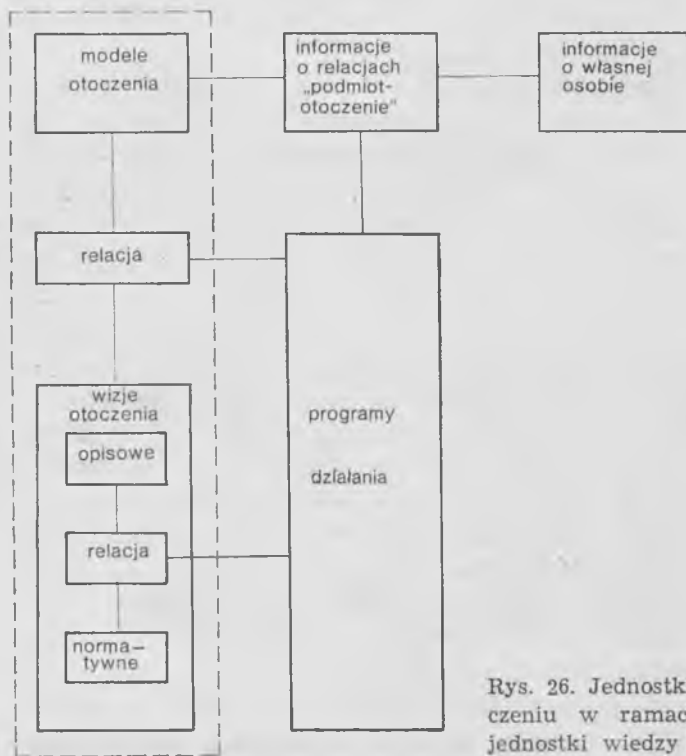 modele
otoczenia
informacje
o relacjach
„podmiot-
otoczenie"
informacje
o własnej
osobie
relacja
wizje
otoczenia
opisowe
relacja
norma-
tywne
programy
działania
Rys. 26. Jednostk
czeniu w ramac
jednostki wiedzy